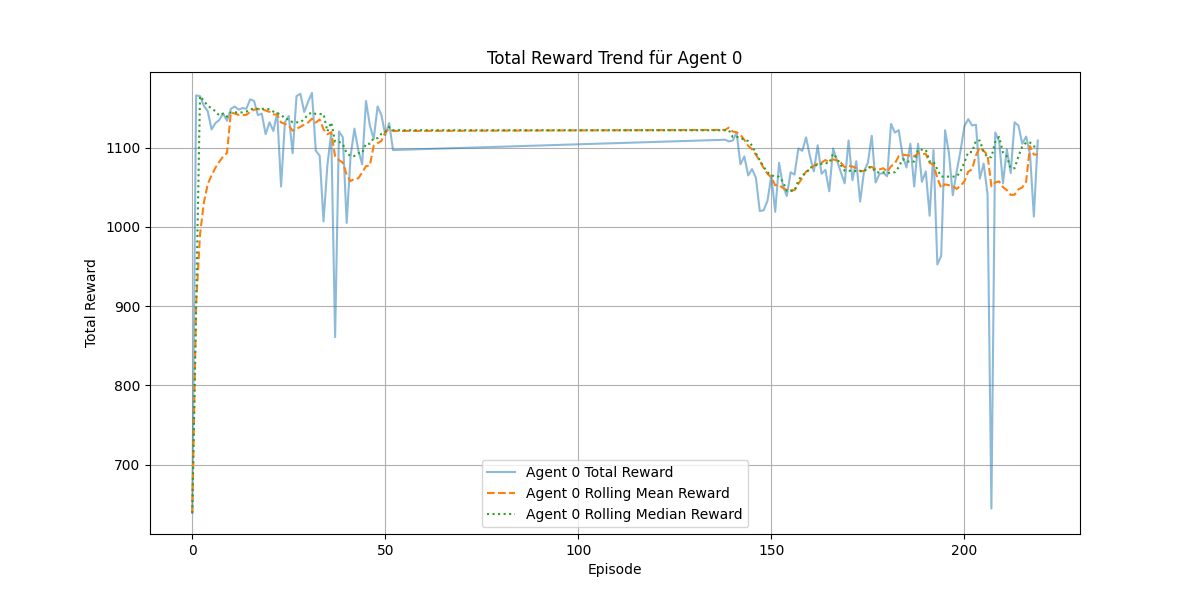 Total Reward Trend für Agent 0
Total Reward
1100
1000
900
800
700
0
50
100
150
200
Episode
Agent 0 Total Reward
Agent 0 Rolling Mean Reward
Agent 0 Rolling Median Reward